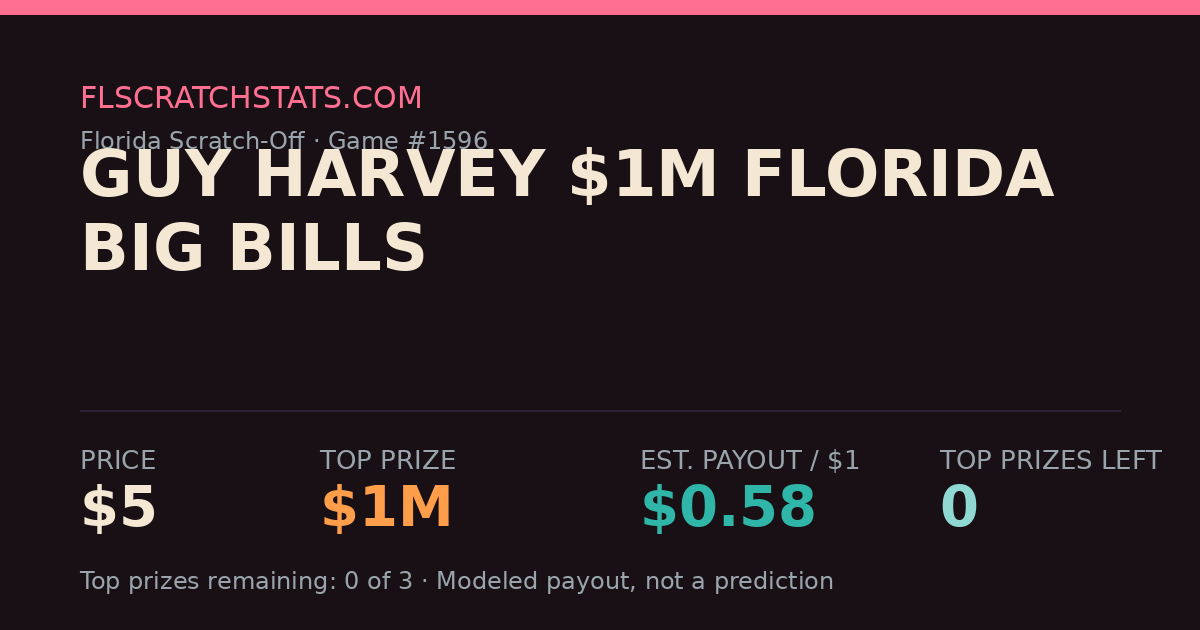 FLSCRATCHSTATS.COM
Florida Scratch-Off · Game #1596
GUY HARVEY $1M FLORIDA
BIG BILLS
PRICE TOP PRIZE EST. PAYOUT / $1 TOP PRIZES LEFT
$5 $1M $0.58 0
Top prizes remaining: 0 of 3 · Modeled payout, not a prediction